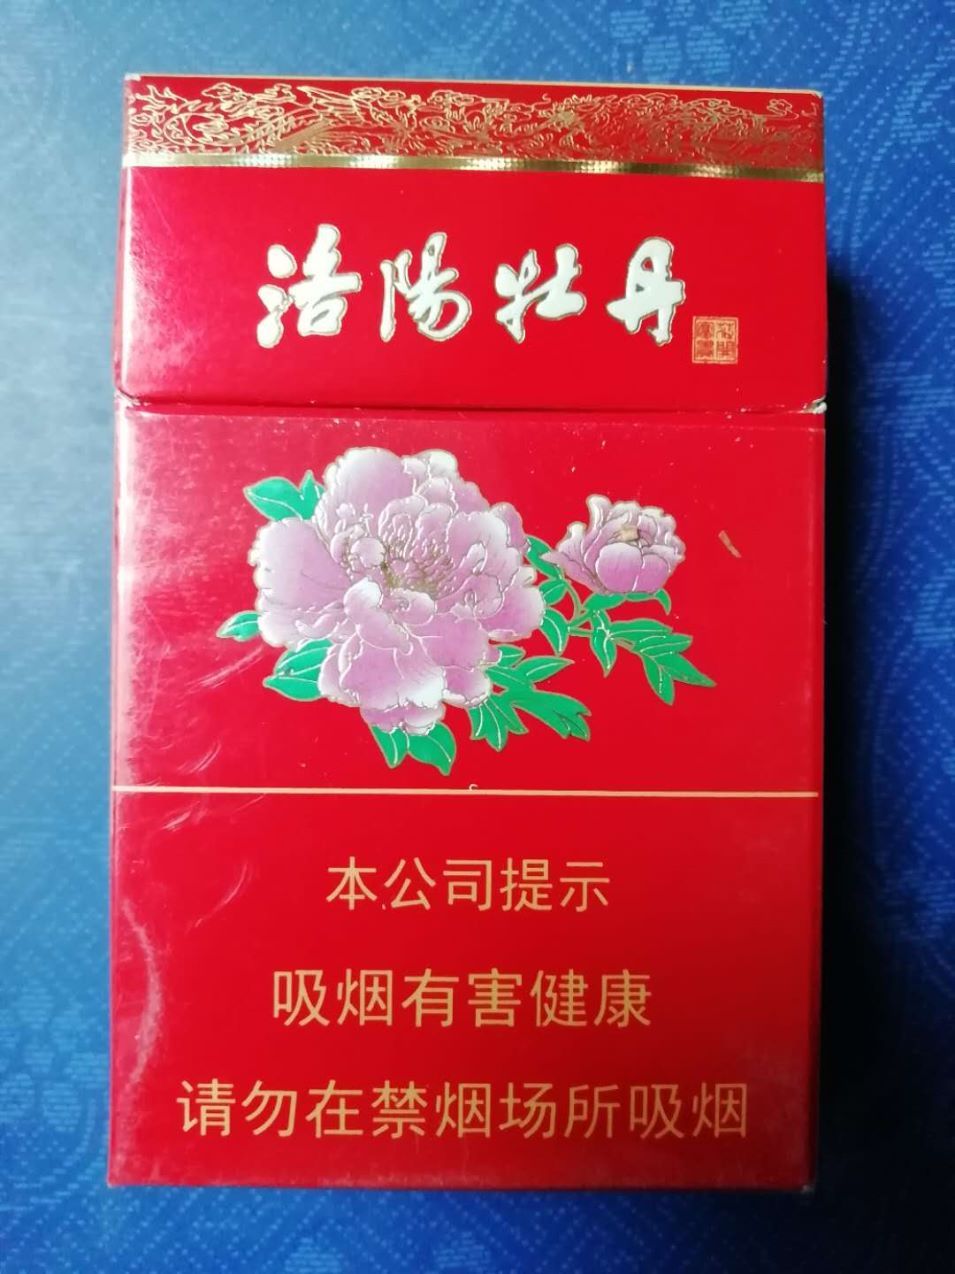 洛陽牡丹
本公司提示
吸烟有害健康
请勿在禁烟场所吸烟